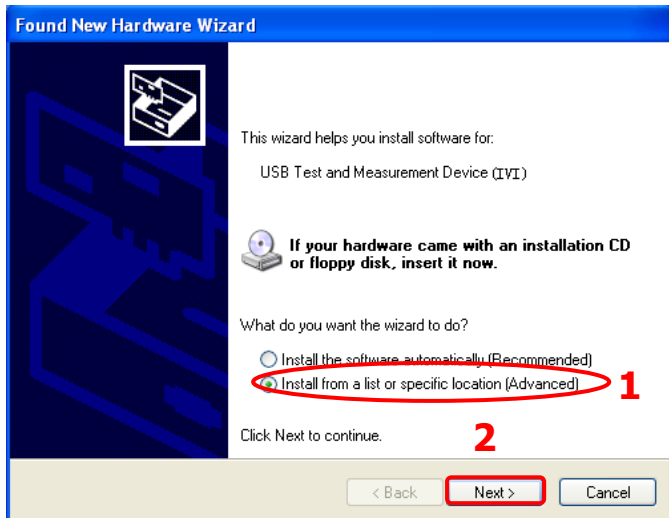 Found New Hardware Wizard
This wizard helps you install software for:
USB Test and Measurement Device (IVI)
If your hardware came with an installation CD
or floppy disk, insert it now.
What do you want the wizard to do?
Install the software automatically (Recommended)
Install from a list or specific location (Advanced) 1
Click Next to continue.
2
< Back Next > Cancel